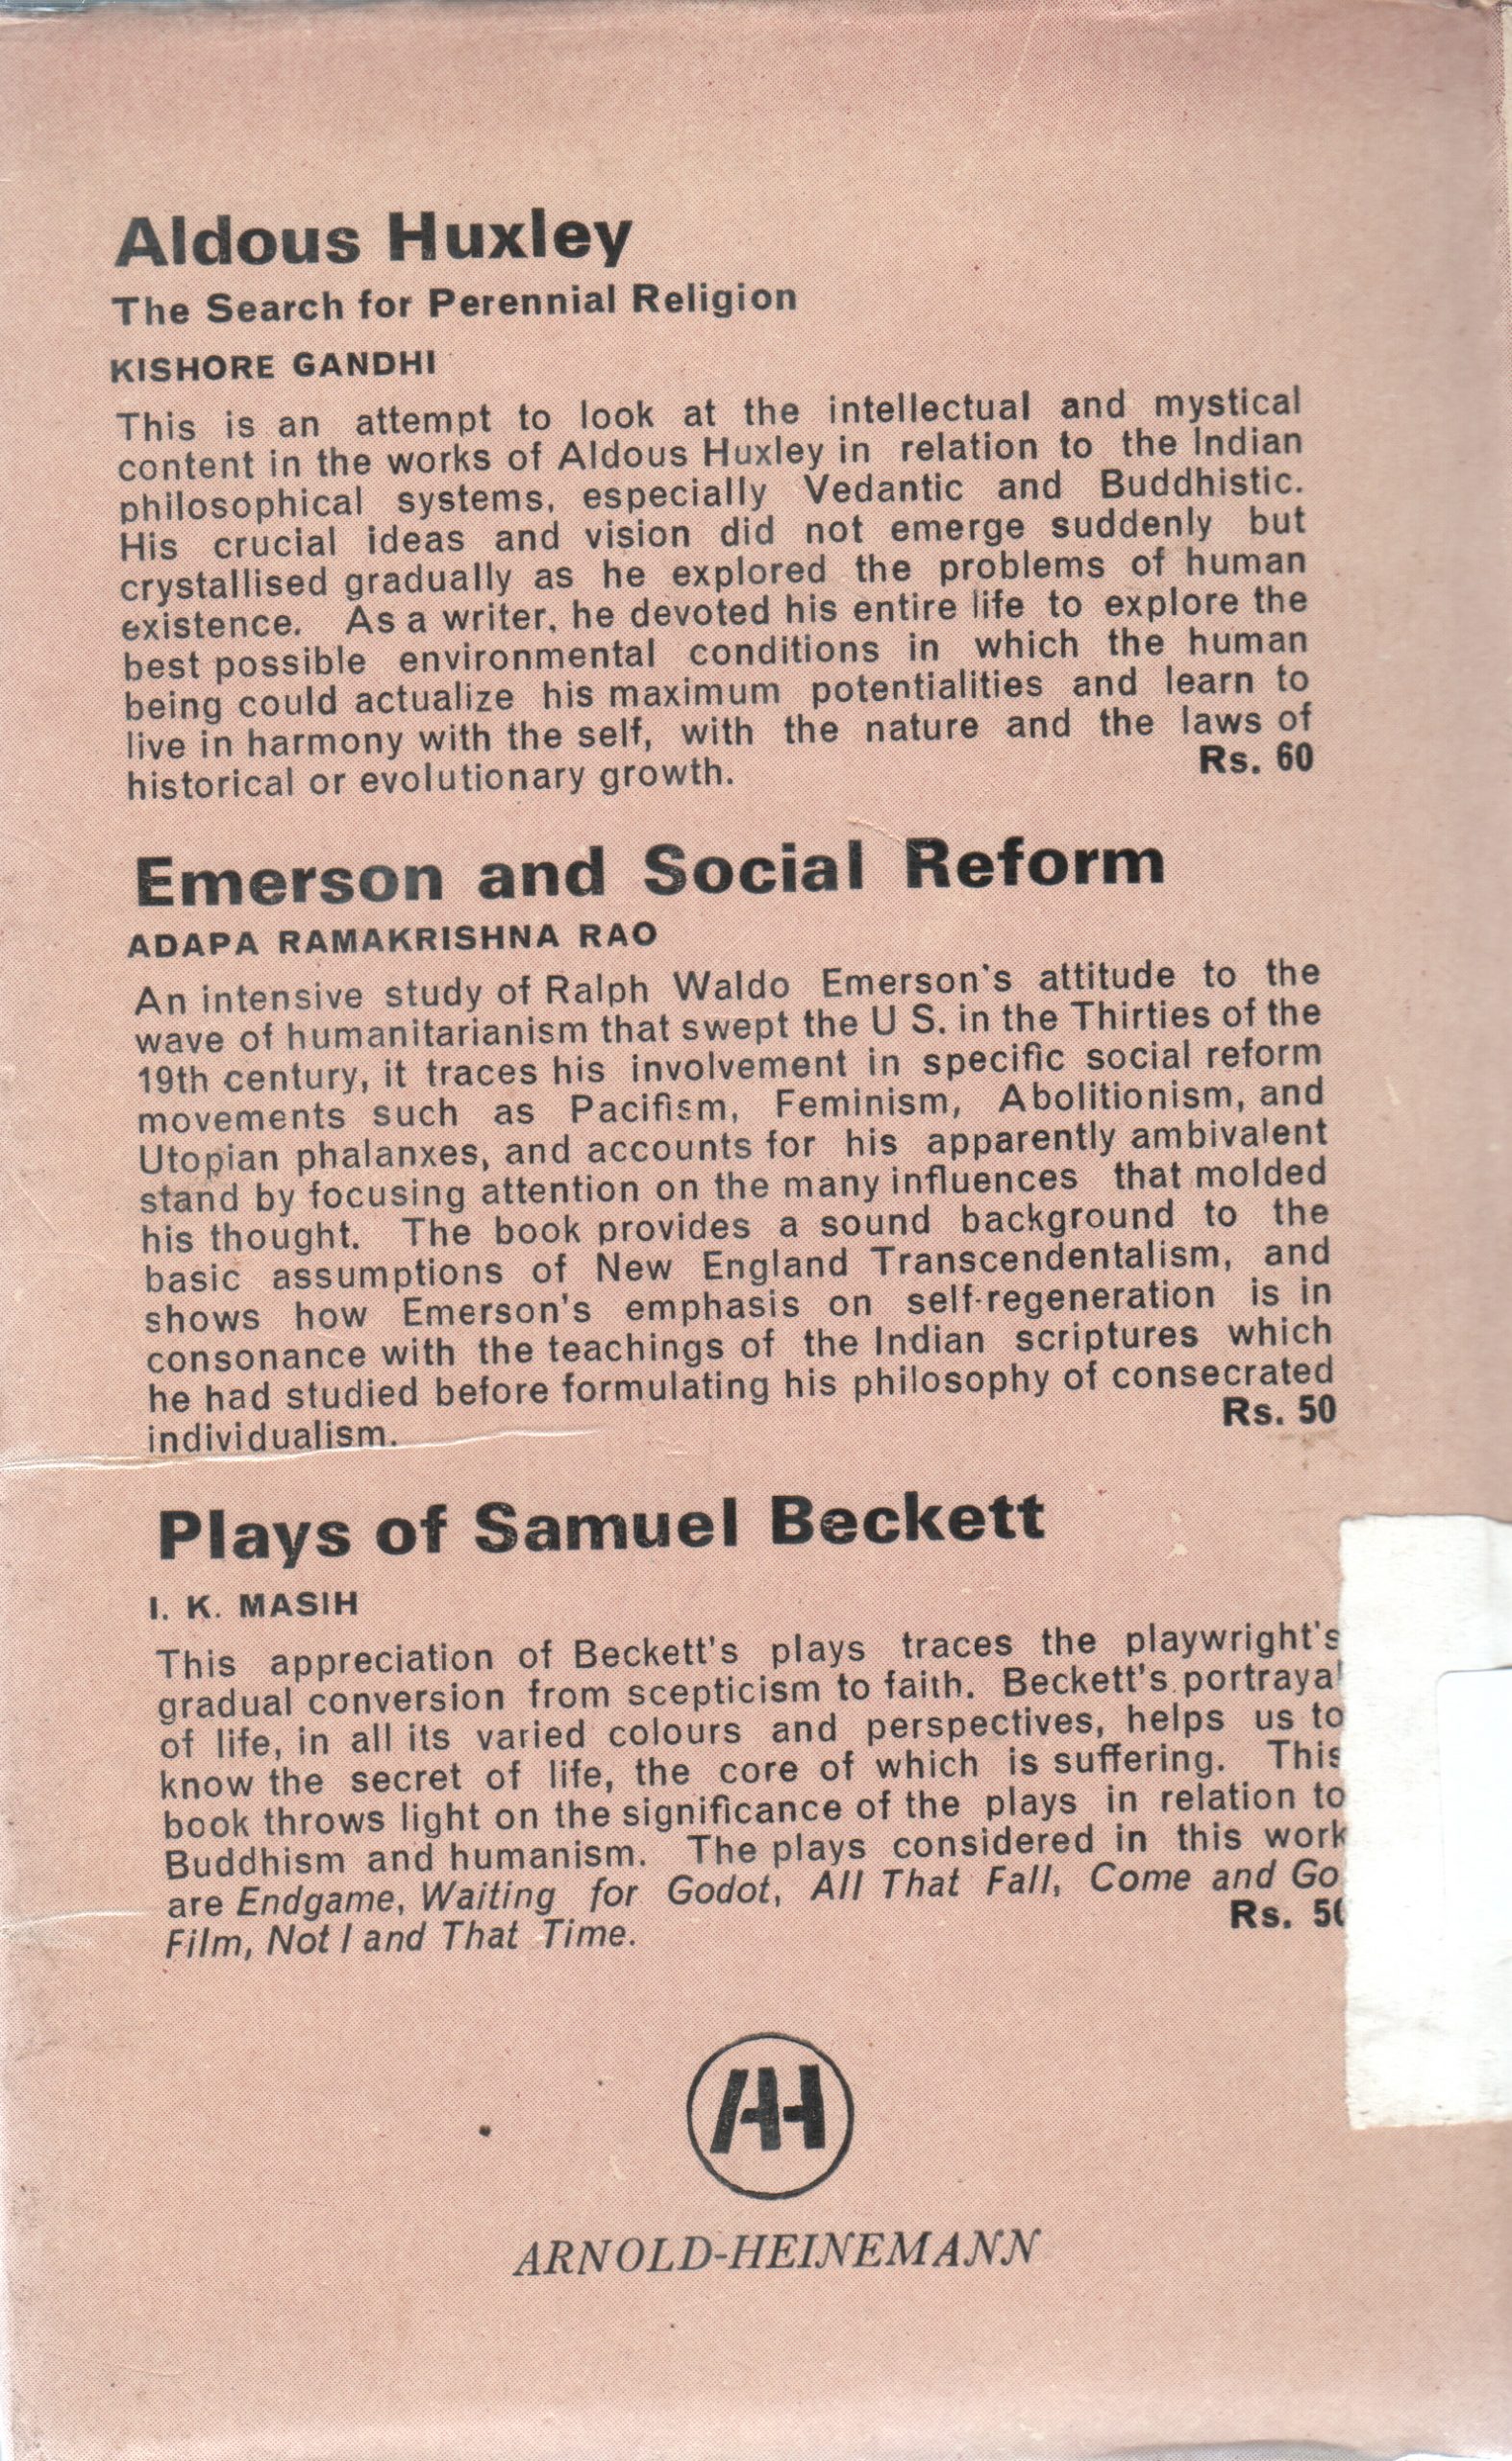 Aldous Huxley
The Search for Perennial Religion
KISHORE GANDHI
This is an attempt to look at the intellectual and mystical
content in the works of Aldous Huxley in relation to the Indian
philosophical systems, especially Vedantic and Buddhistic.
His crucial ideas and vision did not emerge suddenly but
crystallised gradually as he explored the problems of human
existence. As a writer, he devoted his entire life to explore the
best possible environmental conditions in which the human
being could actualize his maximum potentialities and learn to
live in harmony with the self, with the nature and the laws of
historical or evolutionary growth. Rs. 60
Emerson and Social Reform
ADAPA RAMAKRISHNA RAO
An intensive study of Ralph Waldo Emerson's attitude to the
wave of humanitarianism that swept the U S. in the Thirties of the
19th century, it traces his involvement in specific social reform
movements such as Pacifism, Feminism, Abolitionism, and
Utopian phalanxes, and accounts for his apparently ambivalent
stand by focusing attention on the many influences that molded
his thought. The book provides a sound background to the
basic assumptions of New England Transcendentalism, and
shows how Emerson's emphasis on self-regeneration is in
consonance with the teachings of the Indian scriptures which
he had studied before formulating his philosophy of consecrated
individualism. Rs. 50
Plays of Samuel Beckett
I. K. MASIH
This appreciation of Beckett's plays traces the playwright's
gradual conversion from scepticism to faith. Beckett's portrayal
of life, in all its varied colours and perspectives, helps us to
know the secret of life, the core of which is suffering. This
book throws light on the significance of the plays in relation to
Buddhism and humanism. The plays considered in this work
are Endgame, Waiting for Godot, All That Fall, Come and Go
Film, Not I and That Time. Rs.
AH
ARNOLD-HEINEMANN